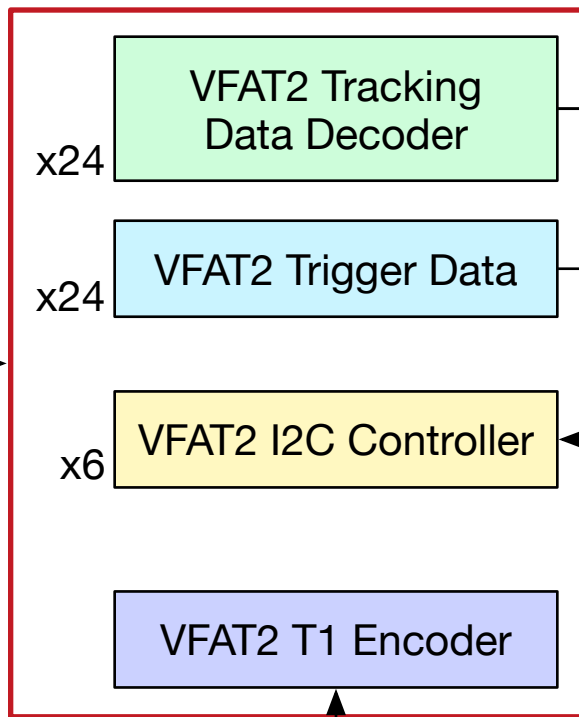 VFAT2 Tracking
Data Decoder
x24
VFAT2 Trigger Data
x24
VFAT2 I2C Controller
x6
VFAT2 T1 Encoder